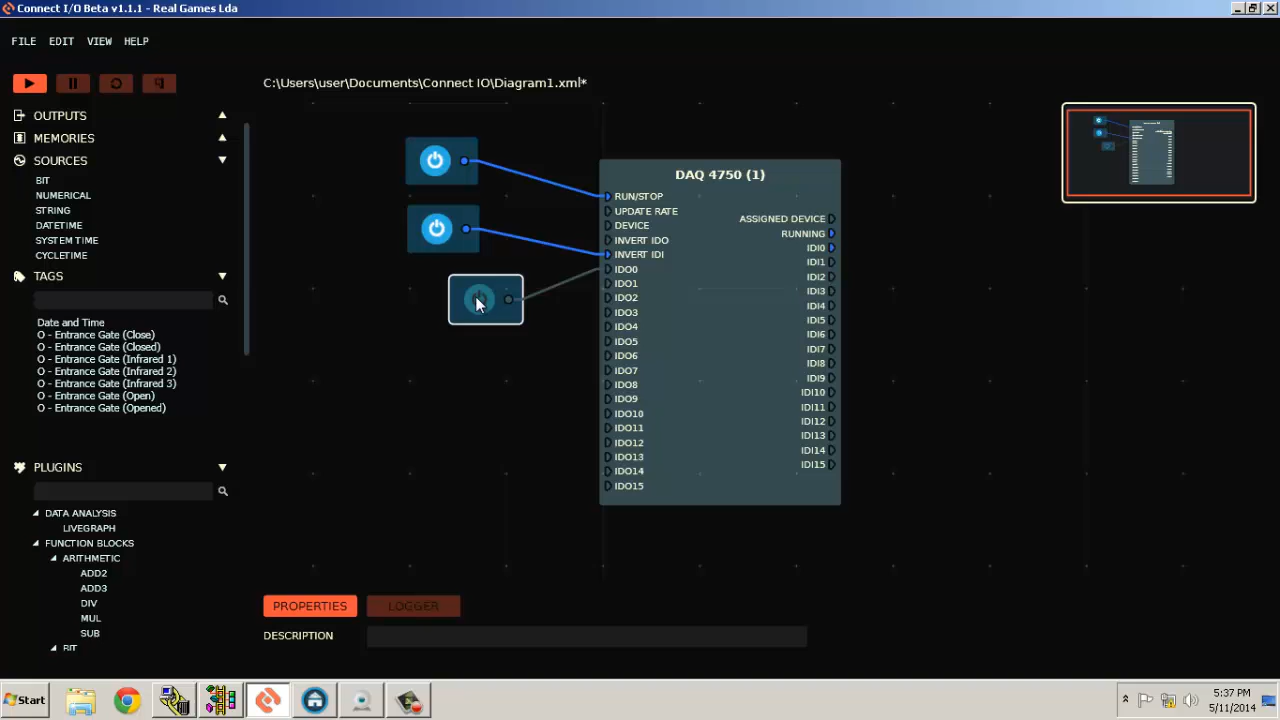 Connect I/O Beta v1.1.1 - Real Games Lda
FILE EDIT VIEW HELP
C:\Users\user\Documents\Connect IO\Diagram1.xml*
OUTPUTS
MEMORIES
SOURCES
BIT
NUMERICAL
STRING
DATETIME
SYSTEM TIME
CYCLETIME
TAGS
Date and Time
O - Entrance Gate (Close)
O - Entrance Gate (Closed)
O - Entrance Gate (Infrared 1)
O - Entrance Gate (Infrared 2)
O - Entrance Gate (Infrared 3)
O - Entrance Gate (Open)
O - Entrance Gate (Opened)
PLUGINS
DATA ANALYSIS
LIVEGRAPH
FUNCTION BLOCKS
ARITHMETIC
ADD2
ADD3
DIV
MUL
SUB
BIT
DAQ 4750 (1)
RUN/STOP
UPDATE RATE
DEVICE
INVERT IDO
INVERT IDI
IDO0
IDO1
IDO2
IDO3
IDO4
IDO5
IDO6
IDO7
IDO8
IDO9
IDO10
IDO11
IDO12
IDO13
IDO14
IDO15
ASSIGNED DEVICE
RUNNING
IDI0
IDI1
IDI2
IDI3
IDI4
IDI5
IDI6
IDI7
IDI8
IDI9
IDI10
IDI11
IDI12
IDI13
IDI14
IDI15
PROPERTIES LOGGER
DESCRIPTION
Start
5:37 PM
5/11/2014